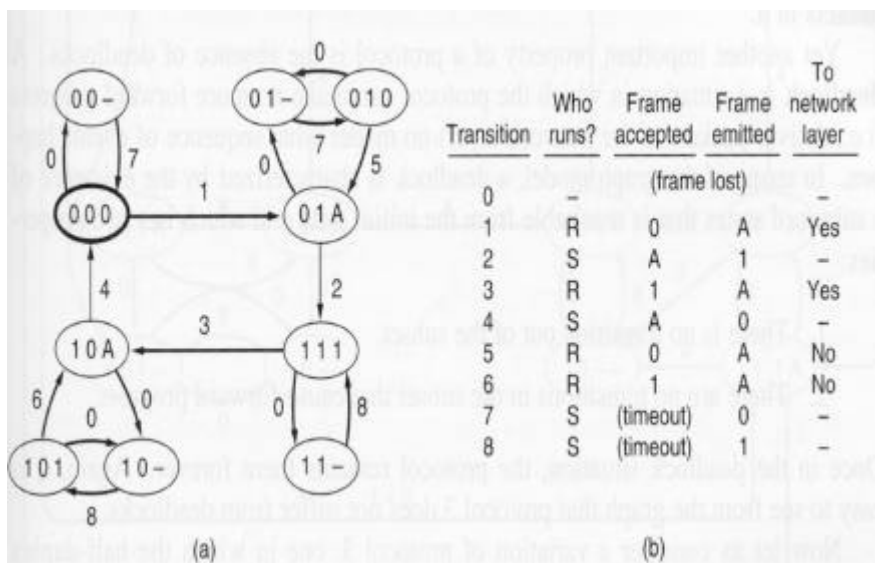 0
00-
01-
010
7
0
7
0
5
1
000
01A
4
2
3
10A
111
6
0
0
0
8
101
10-
11-
8
(a)
Transition Who runs? Frame accepted Frame emitted To network layer
0 – (frame lost) –
1 R 0 A Yes
2 S A 1 –
3 R 1 A Yes
4 S A 0 –
5 R 0 A No
6 R 1 A No
7 S (timeout) 0 –
8 S (timeout) 1 –
(b)